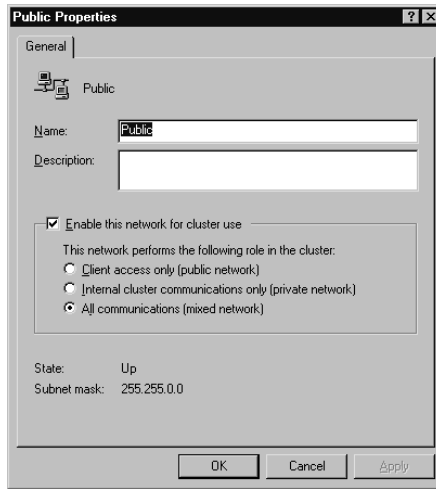 Public Properties
General
Public
Name:
Public
Description:
Enable this network for cluster use
This network performs the following role in the cluster:
Client access only (public network)
Internal cluster communications only (private network)
All communications (mixed network)
State:
Up
Subnet mask:
255.255.0.0
OK
Cancel
Apply